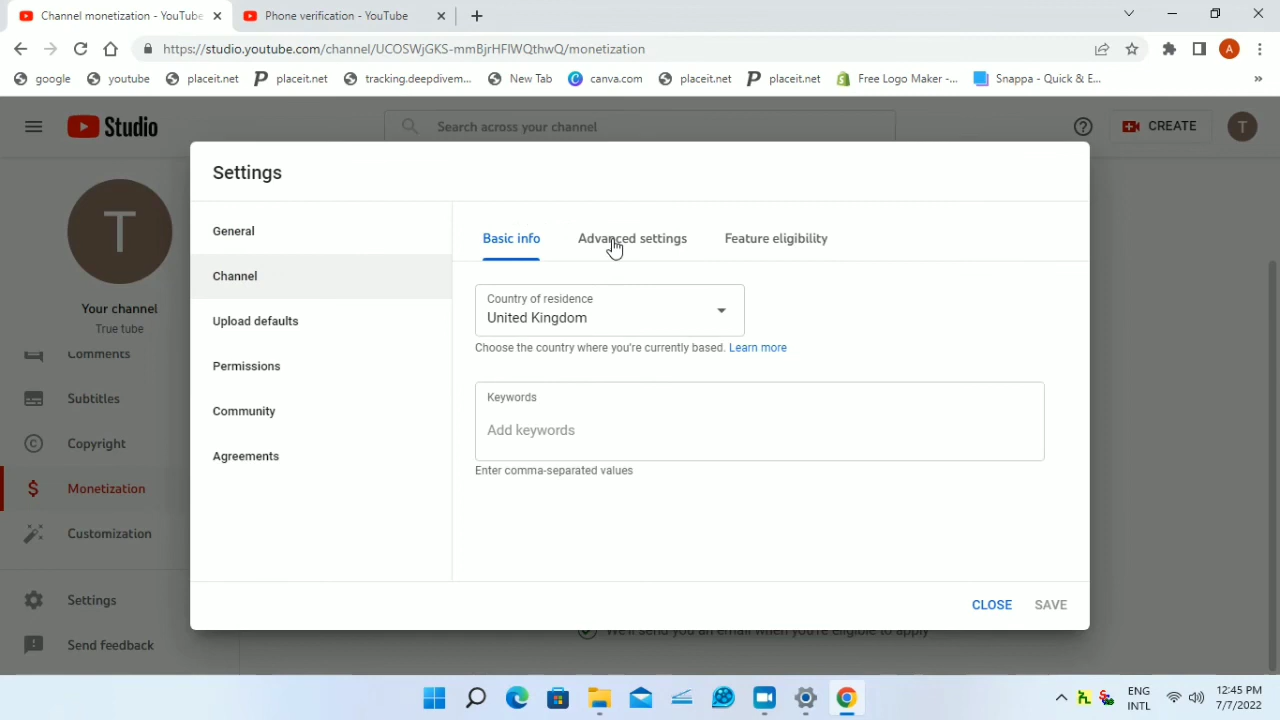 Channel monetization - YouTube
Phone verification - YouTube
https://studio.youtube.com/channel/UCOSWjGKS-mmBjrHFlWQthwQ/monetization
A
google
youtube
placeit.net
placeit.net
tracking.deepdivem...
New Tab
canva.com
placeit.net
placeit.net
Free Logo Maker -...
Snappa - Quick & E...
Studio
Search across your channel
CREATE
T
T
Your channel
True tube
Comments
Subtitles
Copyright
Monetization
Customization
Settings
Send feedback
Settings
General
Channel
Upload defaults
Permissions
Community
Agreements
Basic info
Advanced settings
Feature eligibility
Country of residence
United Kingdom
Choose the country where you're currently based. Learn more
Keywords
Add keywords
Enter comma-separated values
CLOSE
SAVE
We'll send you an email when you're eligible to apply
ENG
INTL
12:45 PM
7/7/2022